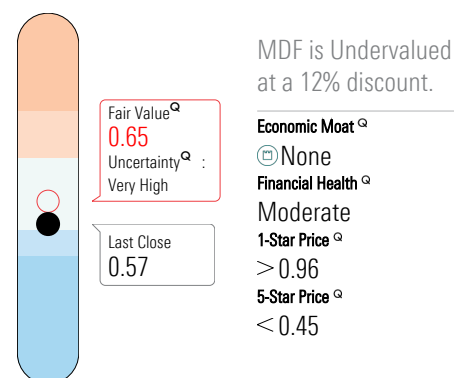 Fair Value Q
0.65
Uncertainty Q :
Very High
Last Close
0.57
MDF is Undervalued
at a 12% discount.
Economic Moat Q
None
Financial Health Q
Moderate
1-Star Price Q
>0.96
5-Star Price Q
<0.45